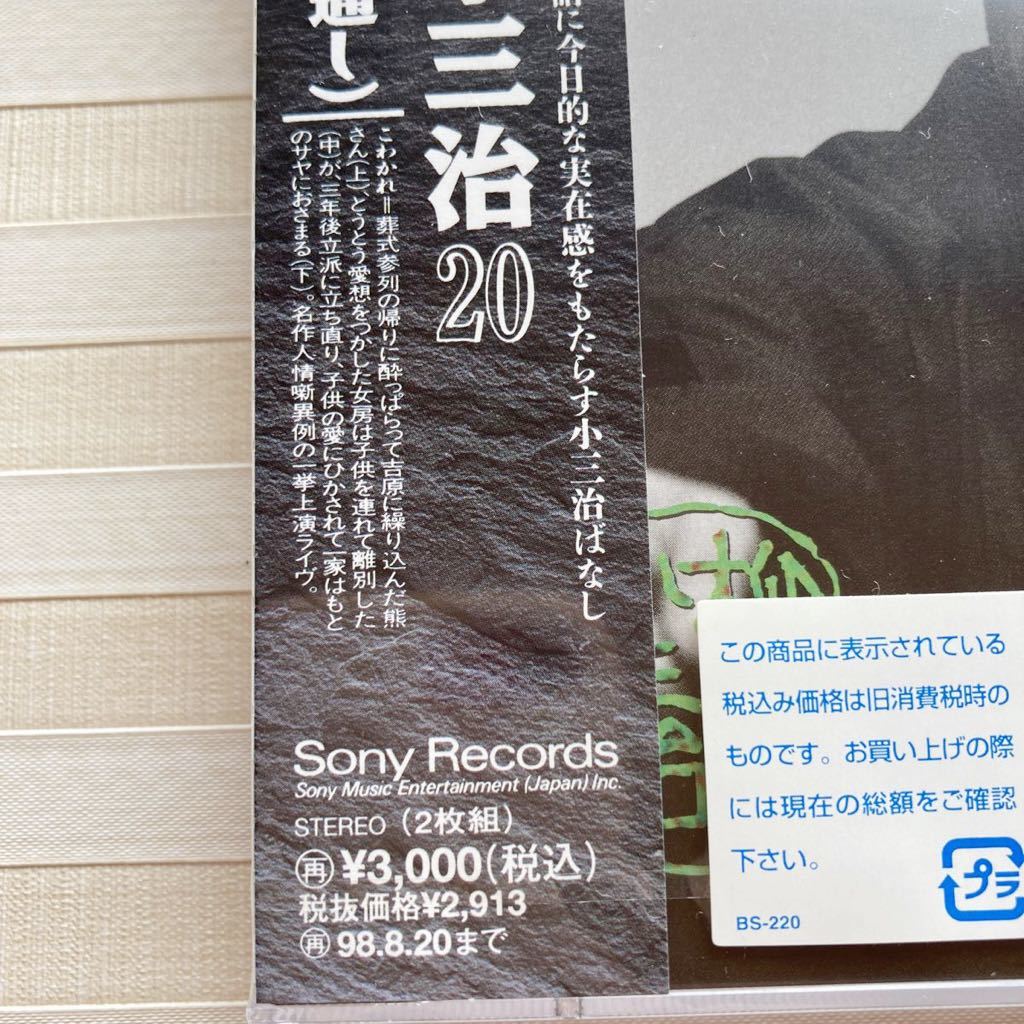 話に今日的な実在感をもたらす小三治ばなし
三治20
通し）
こわかれ＝葬式参列の帰りに酔っぱらって吉原に繰り込んだ熊
さん（上）、とうとう愛想をつかした女房は子供を連れて離別した
（中）が、三年後立派に立ち直り、子供の愛にひかされて一家はもと
のサヤにおさまる（下）。名作人情噺異例の一挙上演ライヴ。
Sony Records
Sony Music Entertainment (Japan) Inc.
STEREO（2枚組）
再 ¥3,000（税込）
税抜価格¥2,913
再 98.8.20まで
この商品に表示されている
税込み価格は旧消費税時の
ものです。お買い上げの際
には現在の総額をご確認
下さい。
プラ
BS-220